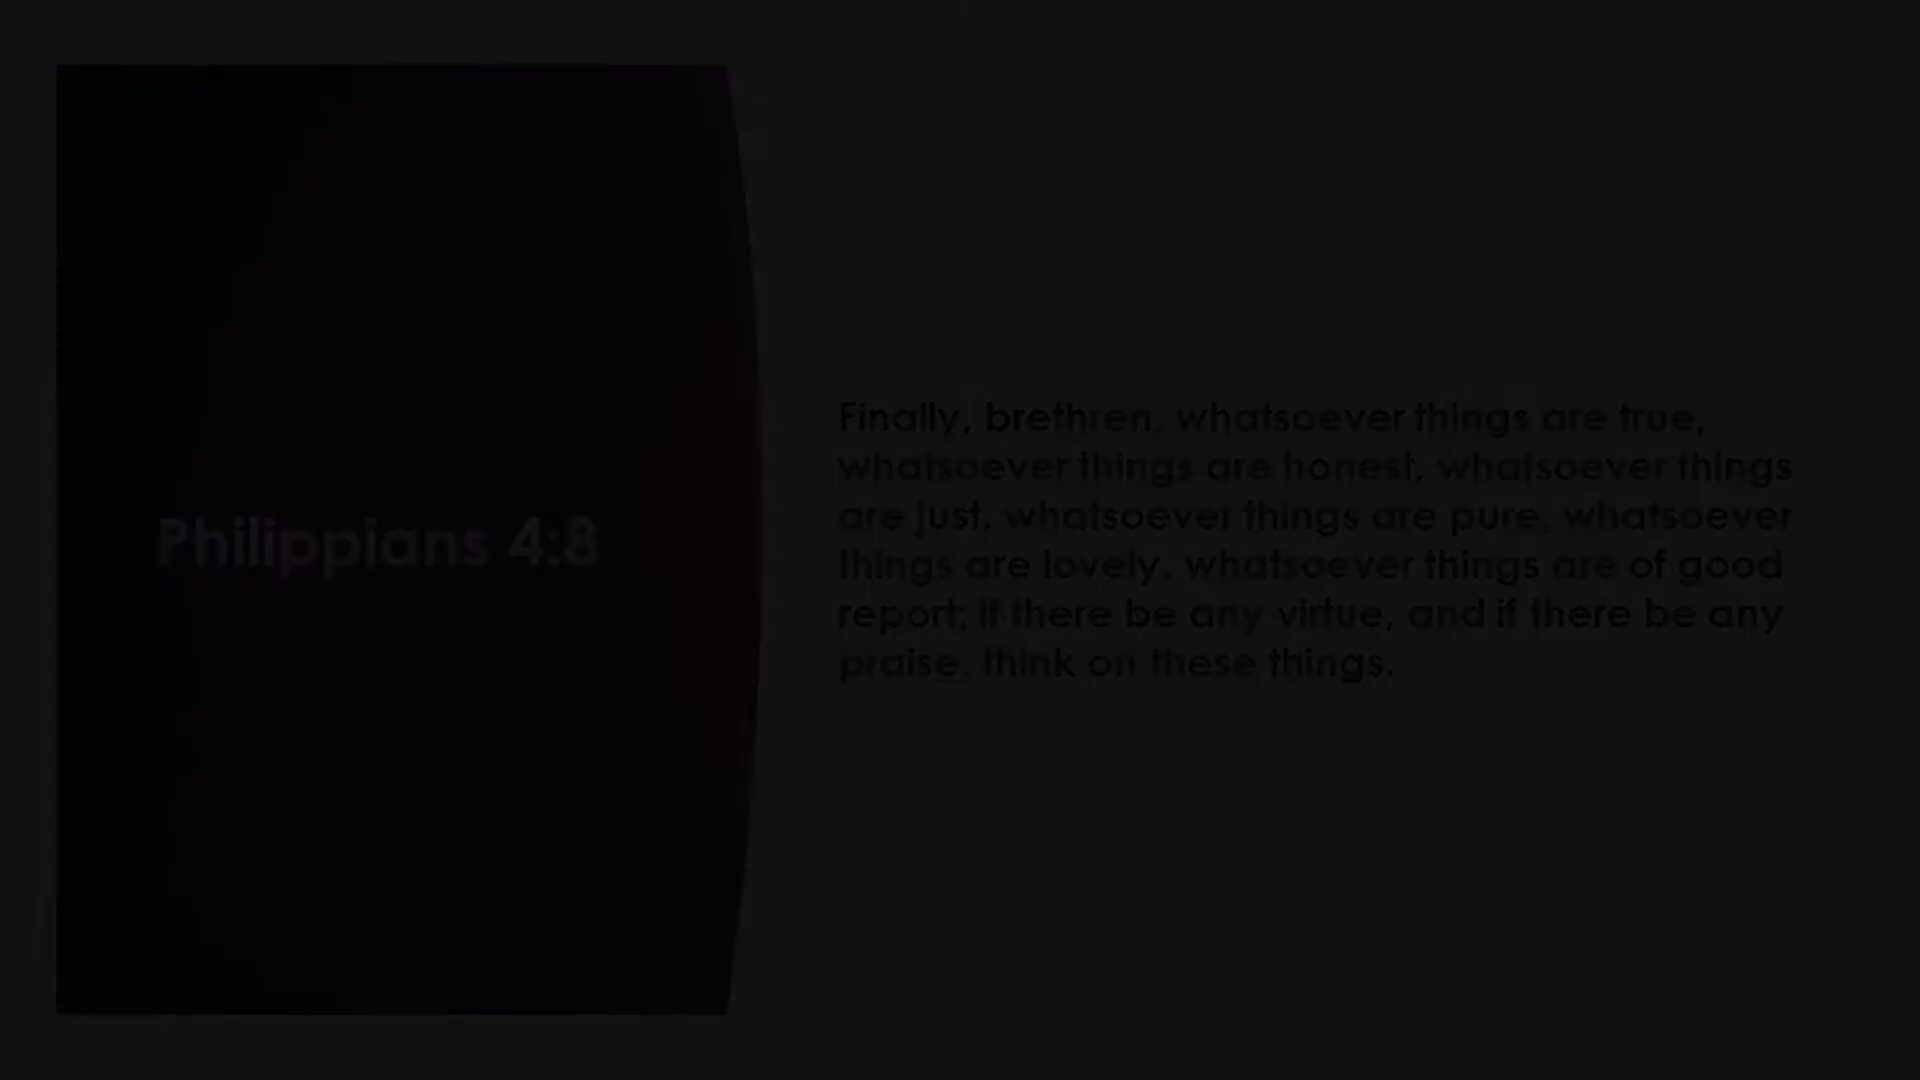 Philippians 4:8
Finally, brethren, whatsoever things are true,
whatsoever things are honest, whatsoever things
are just, whatsoever things are pure, whatsoever
things are lovely, whatsoever things are of good
report; if there be any virtue, and if there be any
praise, think on these things.